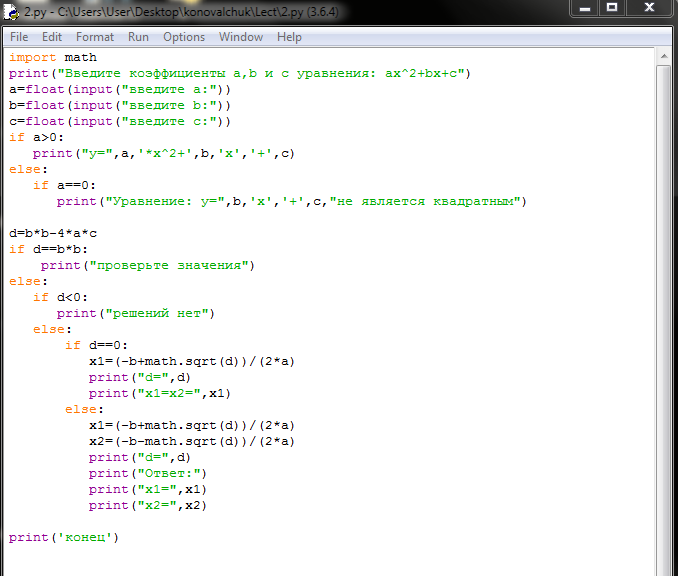 2.py - C:\Users\User\Desktop\konovalchuk\Lect\2.py (3.6.4)
File Edit Format Run Options Window Help
import math
print("Введите коэффициенты a,b и c уравнения: ax^2+bx+c")
a=float(input("введите a:"))
b=float(input("введите b:"))
c=float(input("введите c:"))
if a>0:
   print("y=",a,'*x^2+',b,'x','+',c)
else:
   if a==0:
      print("Уравнение: y=",b,'x','+',c,"не является квадратным")

d=b*b-4*a*c
if d==b*b:
    print("проверьте значения")
else:
   if d<0:
      print("решений нет")
   else:
       if d==0:
          x1=(-b+math.sqrt(d))/(2*a)
          print("d=",d)
          print("x1=x2=",x1)
       else:
          x1=(-b+math.sqrt(d))/(2*a)
          x2=(-b-math.sqrt(d))/(2*a)
          print("d=",d)
          print("Ответ:")
          print("x1=",x1)
          print("x2=",x2)

print('конец')